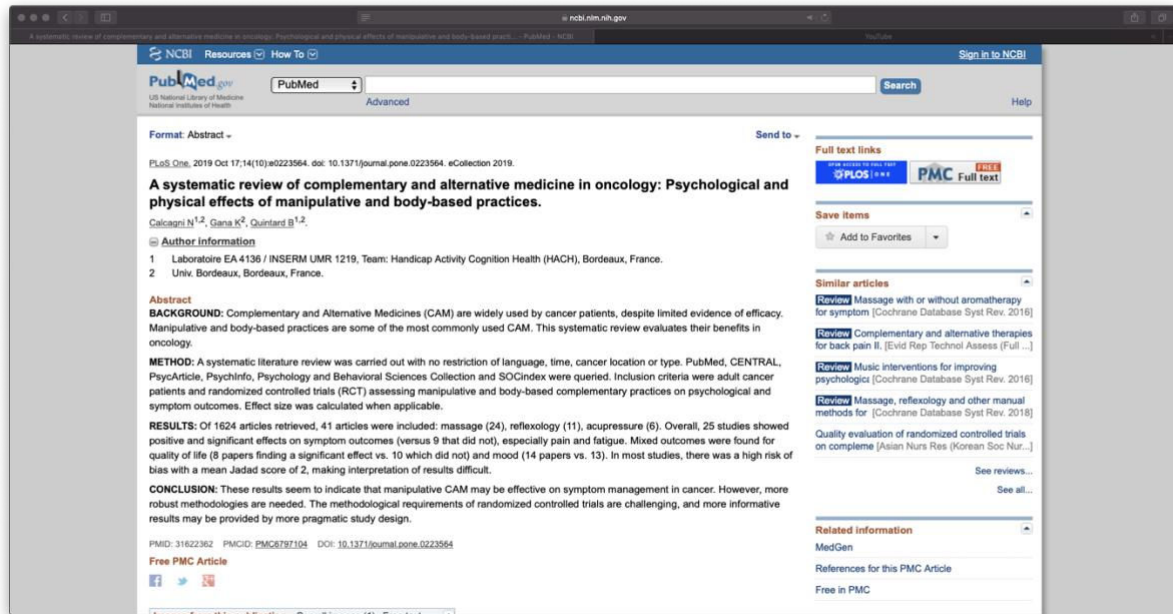 ncbi.nlm.nih.gov
A systematic review of complementary and alternative medicine in oncology: Psychological and physical effects of manipulative and body-based practi... - PubMed - NCBI
YouTube
NCBI Resources How To
Sign in to NCBI
PubMed.gov
US National Library of Medicine
National Institutes of Health
PubMed
Search
Advanced
Help
Format: Abstract
Send to
PLoS One. 2019 Oct 17;14(10):e0223564. doi: 10.1371/journal.pone.0223564. eCollection 2019.
A systematic review of complementary and alternative medicine in oncology: Psychological and
physical effects of manipulative and body-based practices.
Calcagni N1,2, Gana K2, Quintard B1,2.
Author information
1 Laboratoire EA 4136 / INSERM UMR 1219, Team: Handicap Activity Cognition Health (HACH), Bordeaux, France.
2 Univ. Bordeaux, Bordeaux, France.
Abstract
BACKGROUND: Complementary and Alternative Medicines (CAM) are widely used by cancer patients, despite limited evidence of efficacy.
Manipulative and body-based practices are some of the most commonly used CAM. This systematic review evaluates their benefits in
oncology.
METHOD: A systematic literature review was carried out with no restriction of language, time, cancer location or type. PubMed, CENTRAL,
PsycArticle, PsychInfo, Psychology and Behavioral Sciences Collection and SOCindex were queried. Inclusion criteria were adult cancer
patients and randomized controlled trials (RCT) assessing manipulative and body-based complementary practices on psychological and
symptom outcomes. Effect size was calculated when applicable.
RESULTS: Of 1624 articles retrieved, 41 articles were included: massage (24), reflexology (11), acupressure (6). Overall, 25 studies showed
positive and significant effects on symptom outcomes (versus 9 that did not), especially pain and fatigue. Mixed outcomes were found for
quality of life (8 papers finding a significant effect vs. 10 which did not) and mood (14 papers vs. 13). In most studies, there was a high risk of
bias with a mean Jadad score of 2, making interpretation of results difficult.
CONCLUSION: These results seem to indicate that manipulative CAM may be effective on symptom management in cancer. However, more
robust methodologies are needed. The methodological requirements of randomized controlled trials are challenging, and more informative
results may be provided by more pragmatic study design.
PMID: 31622362 PMCID: PMC6797104 DOI: 10.1371/journal.pone.0223564
Free PMC Article
Full text links
OPEN ACCESS TO FULL TEXT
PLOS ONE
PMC FREE
Full text
Save items
Add to Favorites
Similar articles
Review Massage with or without aromatherapy
for symptom [Cochrane Database Syst Rev. 2016]
Review Complementary and alternative therapies
for back pain II. [Evid Rep Technol Assess (Full ...]
Review Music interventions for improving
psychologic [Cochrane Database Syst Rev. 2016]
Review Massage, reflexology and other manual
methods for [Cochrane Database Syst Rev. 2018]
Quality evaluation of randomized controlled trials
on compleme [Asian Nurs Res (Korean Soc Nur...]
See reviews...
See all...
Related information
MedGen
References for this PMC Article
Free in PMC